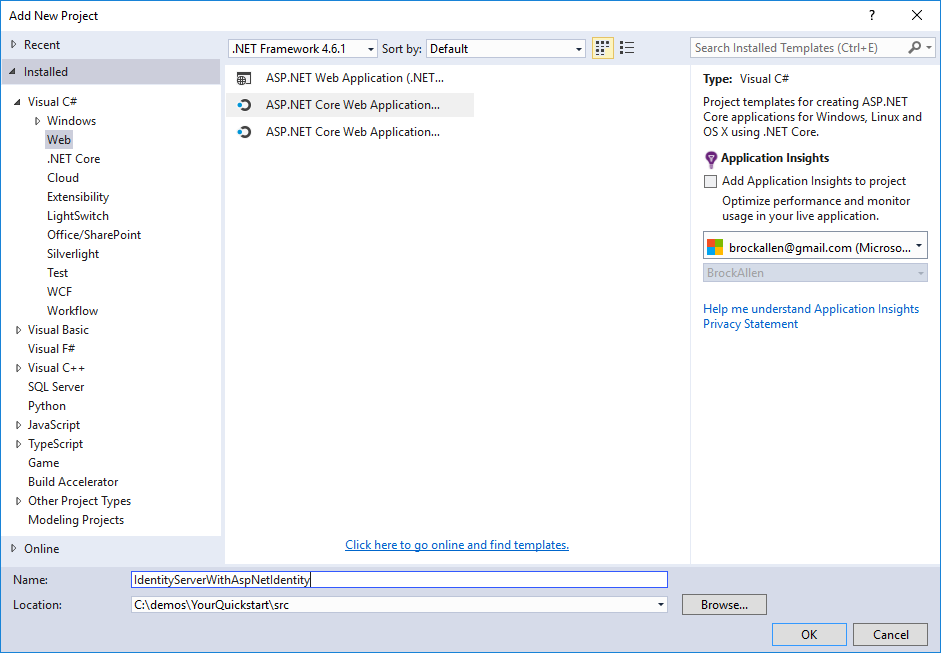 Add New Project
?
Recent
Installed
Visual C#
Windows
Web
.NET Core
Cloud
Extensibility
LightSwitch
Office/SharePoint
Silverlight
Test
WCF
Workflow
Visual Basic
Visual F#
Visual C++
SQL Server
Python
JavaScript
TypeScript
Game
Build Accelerator
Other Project Types
Modeling Projects
Online
.NET Framework 4.6.1
Sort by:
Default
ASP.NET Web Application (.NET...
ASP.NET Core Web Application...
ASP.NET Core Web Application...
Click here to go online and find templates.
Search Installed Templates (Ctrl+E)
Type: Visual C#
Project templates for creating ASP.NET
Core applications for Windows, Linux and
OS X using .NET Core.
Application Insights
Add Application Insights to project
Optimize performance and monitor
usage in your live application.
brockallen@gmail.com (Microso...
BrockAllen
Help me understand Application Insights
Privacy Statement
Name:
IdentityServerWithAspNetIdentity
Location:
C:\demos\YourQuickstart\src
Browse...
OK
Cancel